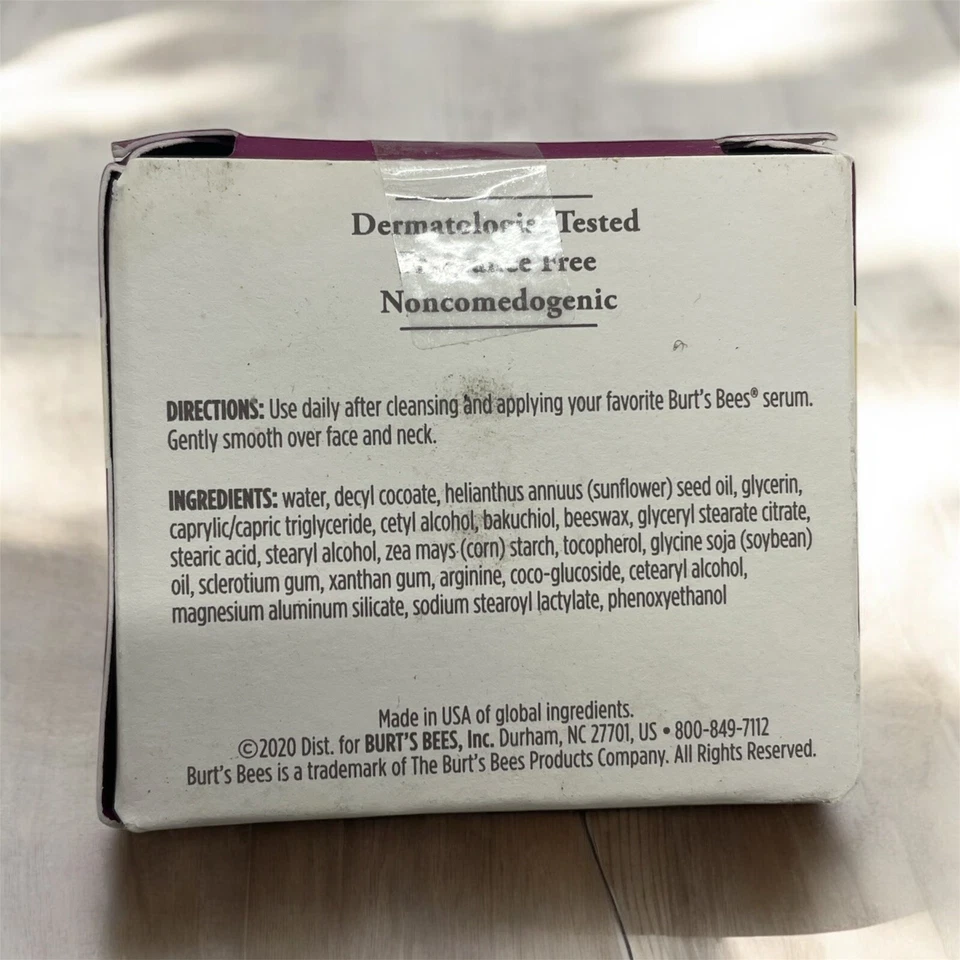 Tested
Free
Noncomedogenic
DIRECTIONS: Use daily after cleansing and applying your favorite Burt's Bees® serum.
Gently smooth over face and neck.
INGREDIENTS: water, decyl cocoate, helianthus annuus (sunflower) seed oil, glycerin,
caprylic/capric triglyceride, cetyl alcohol, bakuchiol, beeswax, glyceryl stearate citrate,
stearic acid, stearyl alcohol, zea mays (corn) starch, tocopherol, glycine soja (soybean)
oil, sclerotium gum, xanthan gum, arginine, coco-glucoside, cetearyl alcohol,
magnesium aluminum silicate, sodium stearoyl lactylate, phenoxyethanol
Made in USA of global ingredients.
©2020 Dist. for BURT'S BEES, Inc. Durham, NC 27701, US • 800-849-7112
Burt's Bees is a trademark of The Burt's Bees Products Company. All Rights Reserved.